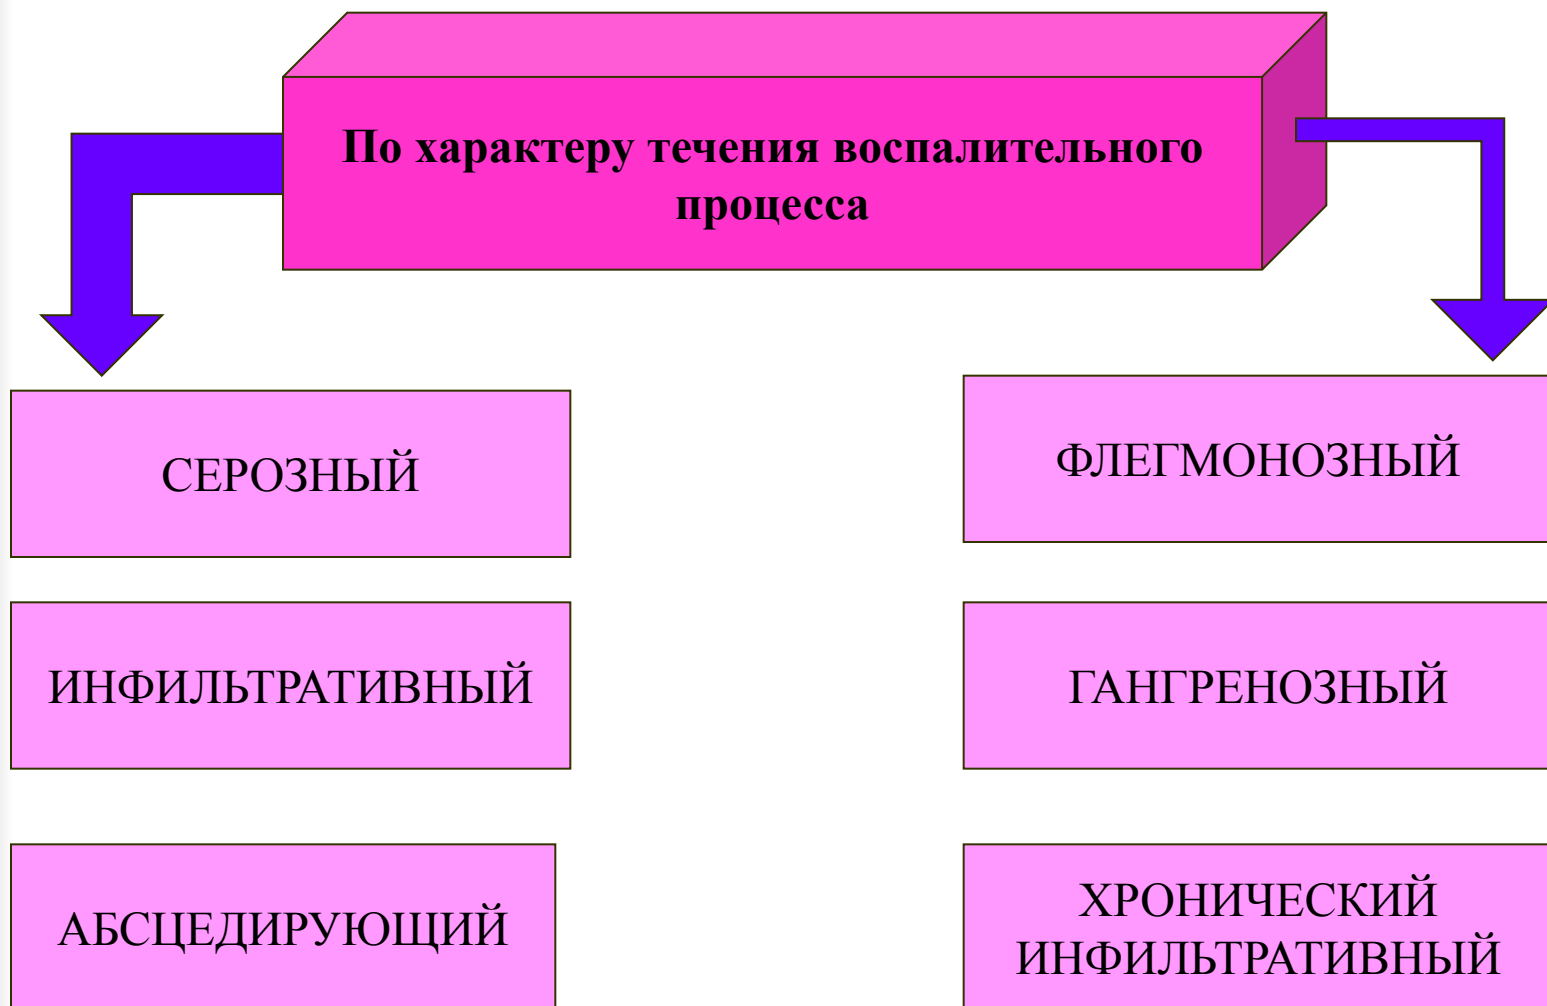 По характеру течения воспалительного
процесса
СЕРОЗНЫЙ
ФЛЕГМОНОЗНЫЙ
ИНФИЛЬТРАТИВНЫЙ
ГАНГРЕНОЗНЫЙ
АБСЦЕДИРУЮЩИЙ
ХРОНИЧЕСКИЙ
ИНФИЛЬТРАТИВНЫЙ